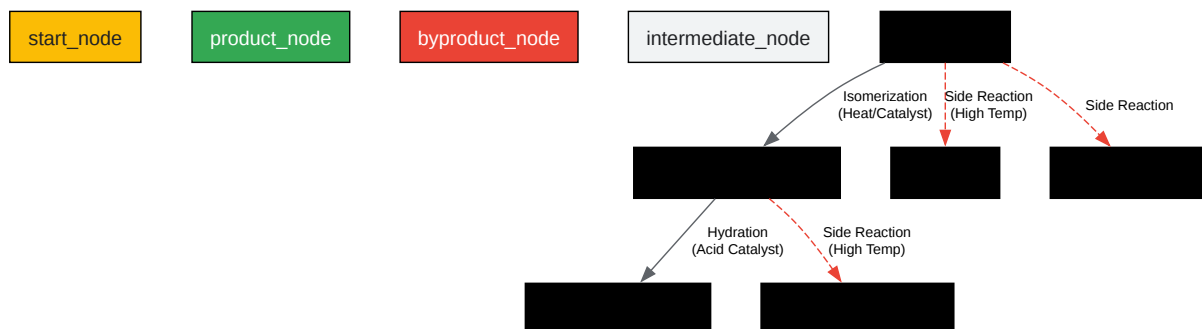 start_node
product_node
byproduct_node
intermediate_node
Isomerization
(Heat/Catalyst)
Side Reaction
(High Temp)
Side Reaction
Hydration
(Acid Catalyst)
Side Reaction
(High Temp)